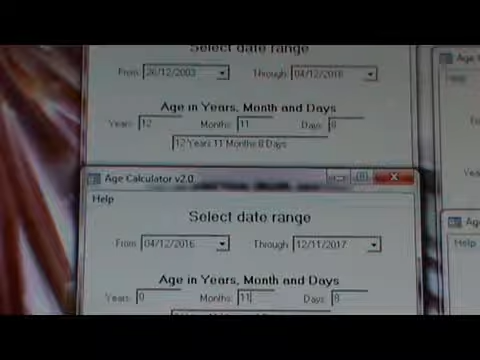 Select date range
From 26/12/2003 Through 04/12/2016
Age in Years, Month and Days
Years: 12 Months: 11 Days: 8
12 Years 11 Months 8 Days
Age Calculator v2.0
Help
Select date range
From 04/12/2016 Through 12/11/2017
Age in Years, Month and Days
Years: 0 Months: 11 Days: 8
Help